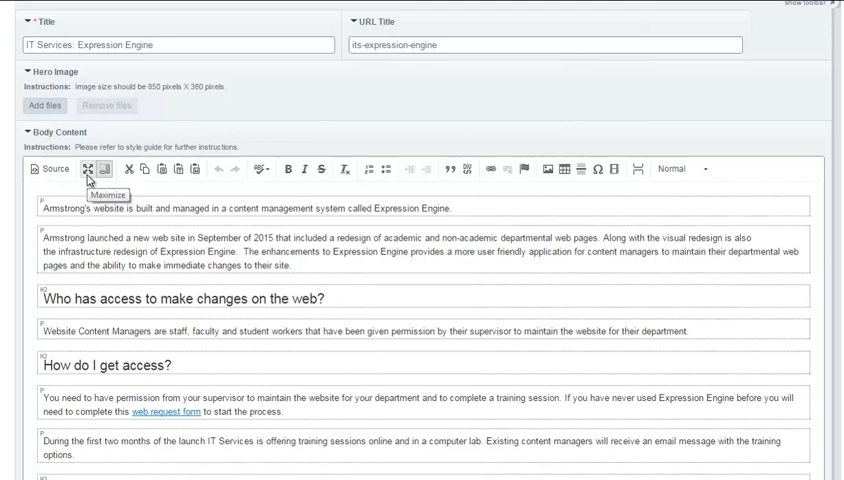 show toolbar
* Title
URL Title
IT Services: Expression Engine
its-expression-engine
Hero Image
Instructions: Image size should be 850 pixels X 380 pixels.
Add files
Remove files
Body Content
Instructions: Please refer to style guide for further instructions.
Source
B I S
Normal
Maximize
P
Armstrong's website is built and managed in a content management system called Expression Engine.
P
Armstrong launched a new web site in September of 2015 that included a redesign of academic and non-academic departmental web pages. Along with the visual redesign is also
the infrastructure redesign of Expression Engine. The enhancements to Expression Engine provides a more user friendly application for content managers to maintain their departmental web
pages and the ability to make immediate changes to their site.
H2
Who has access to make changes on the web?
P
Website Content Managers are staff, faculty and student workers that have been given permission by their supervisor to maintain the website for their department.
H2
How do I get access?
P
You need to have permission from your supervisor to maintain the website for your department and to complete a training session. If you have never used Expression Engine before you will
need to complete this web request form to start the process.
P
During the first two months of the launch IT Services is offering training sessions online and in a computer lab. Existing content managers will receive an email message with the training
options.